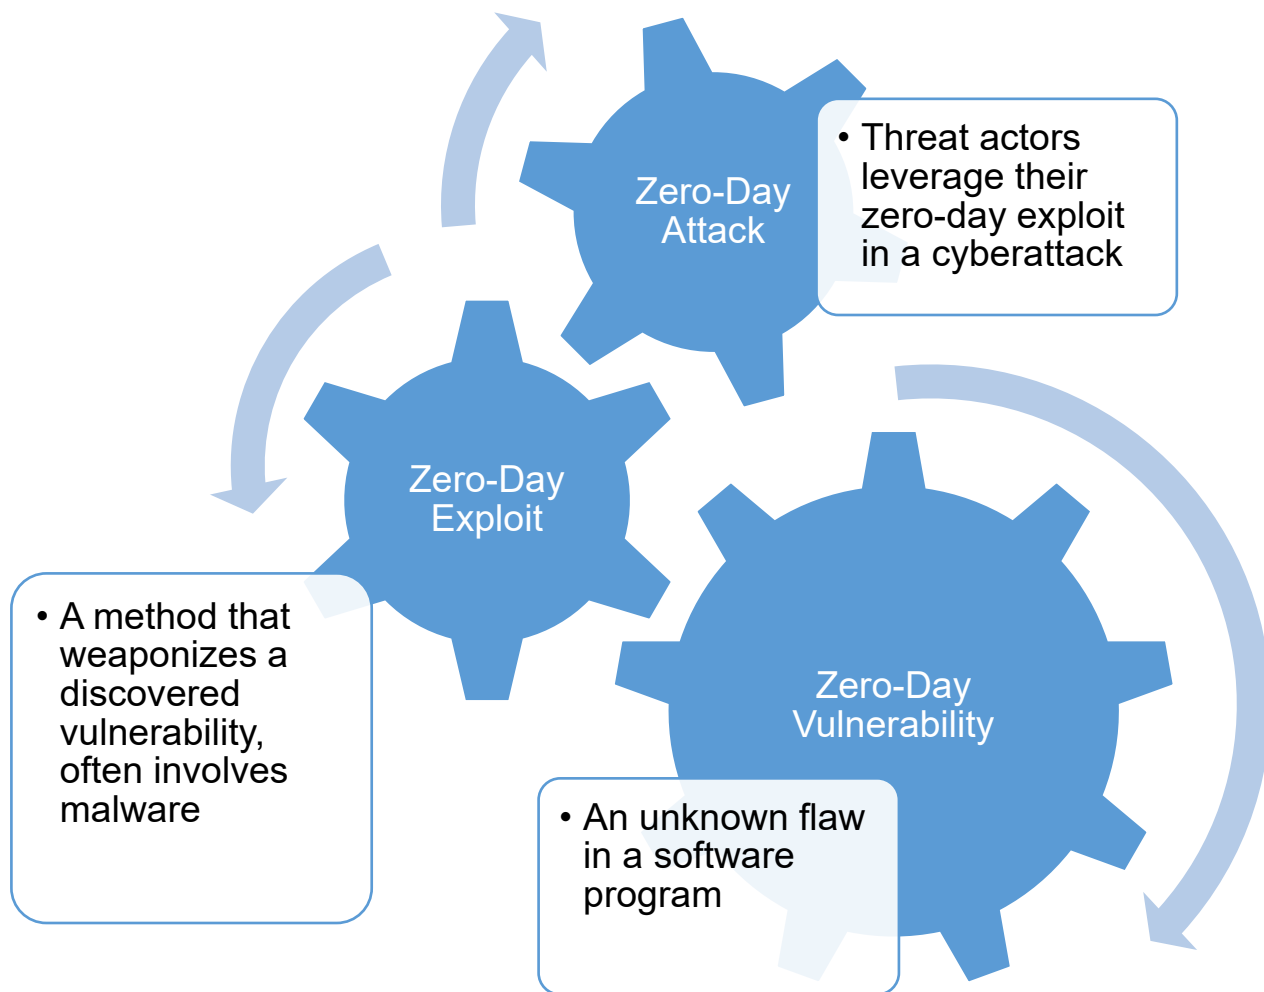 Zero-Day
Attack
• Threat actors
leverage their
zero-day exploit
in a cyberattack
Zero-Day
Exploit
• A method that
weaponizes a
discovered
vulnerability,
often involves
malware
Zero-Day
Vulnerability
• An unknown flaw
in a software
program